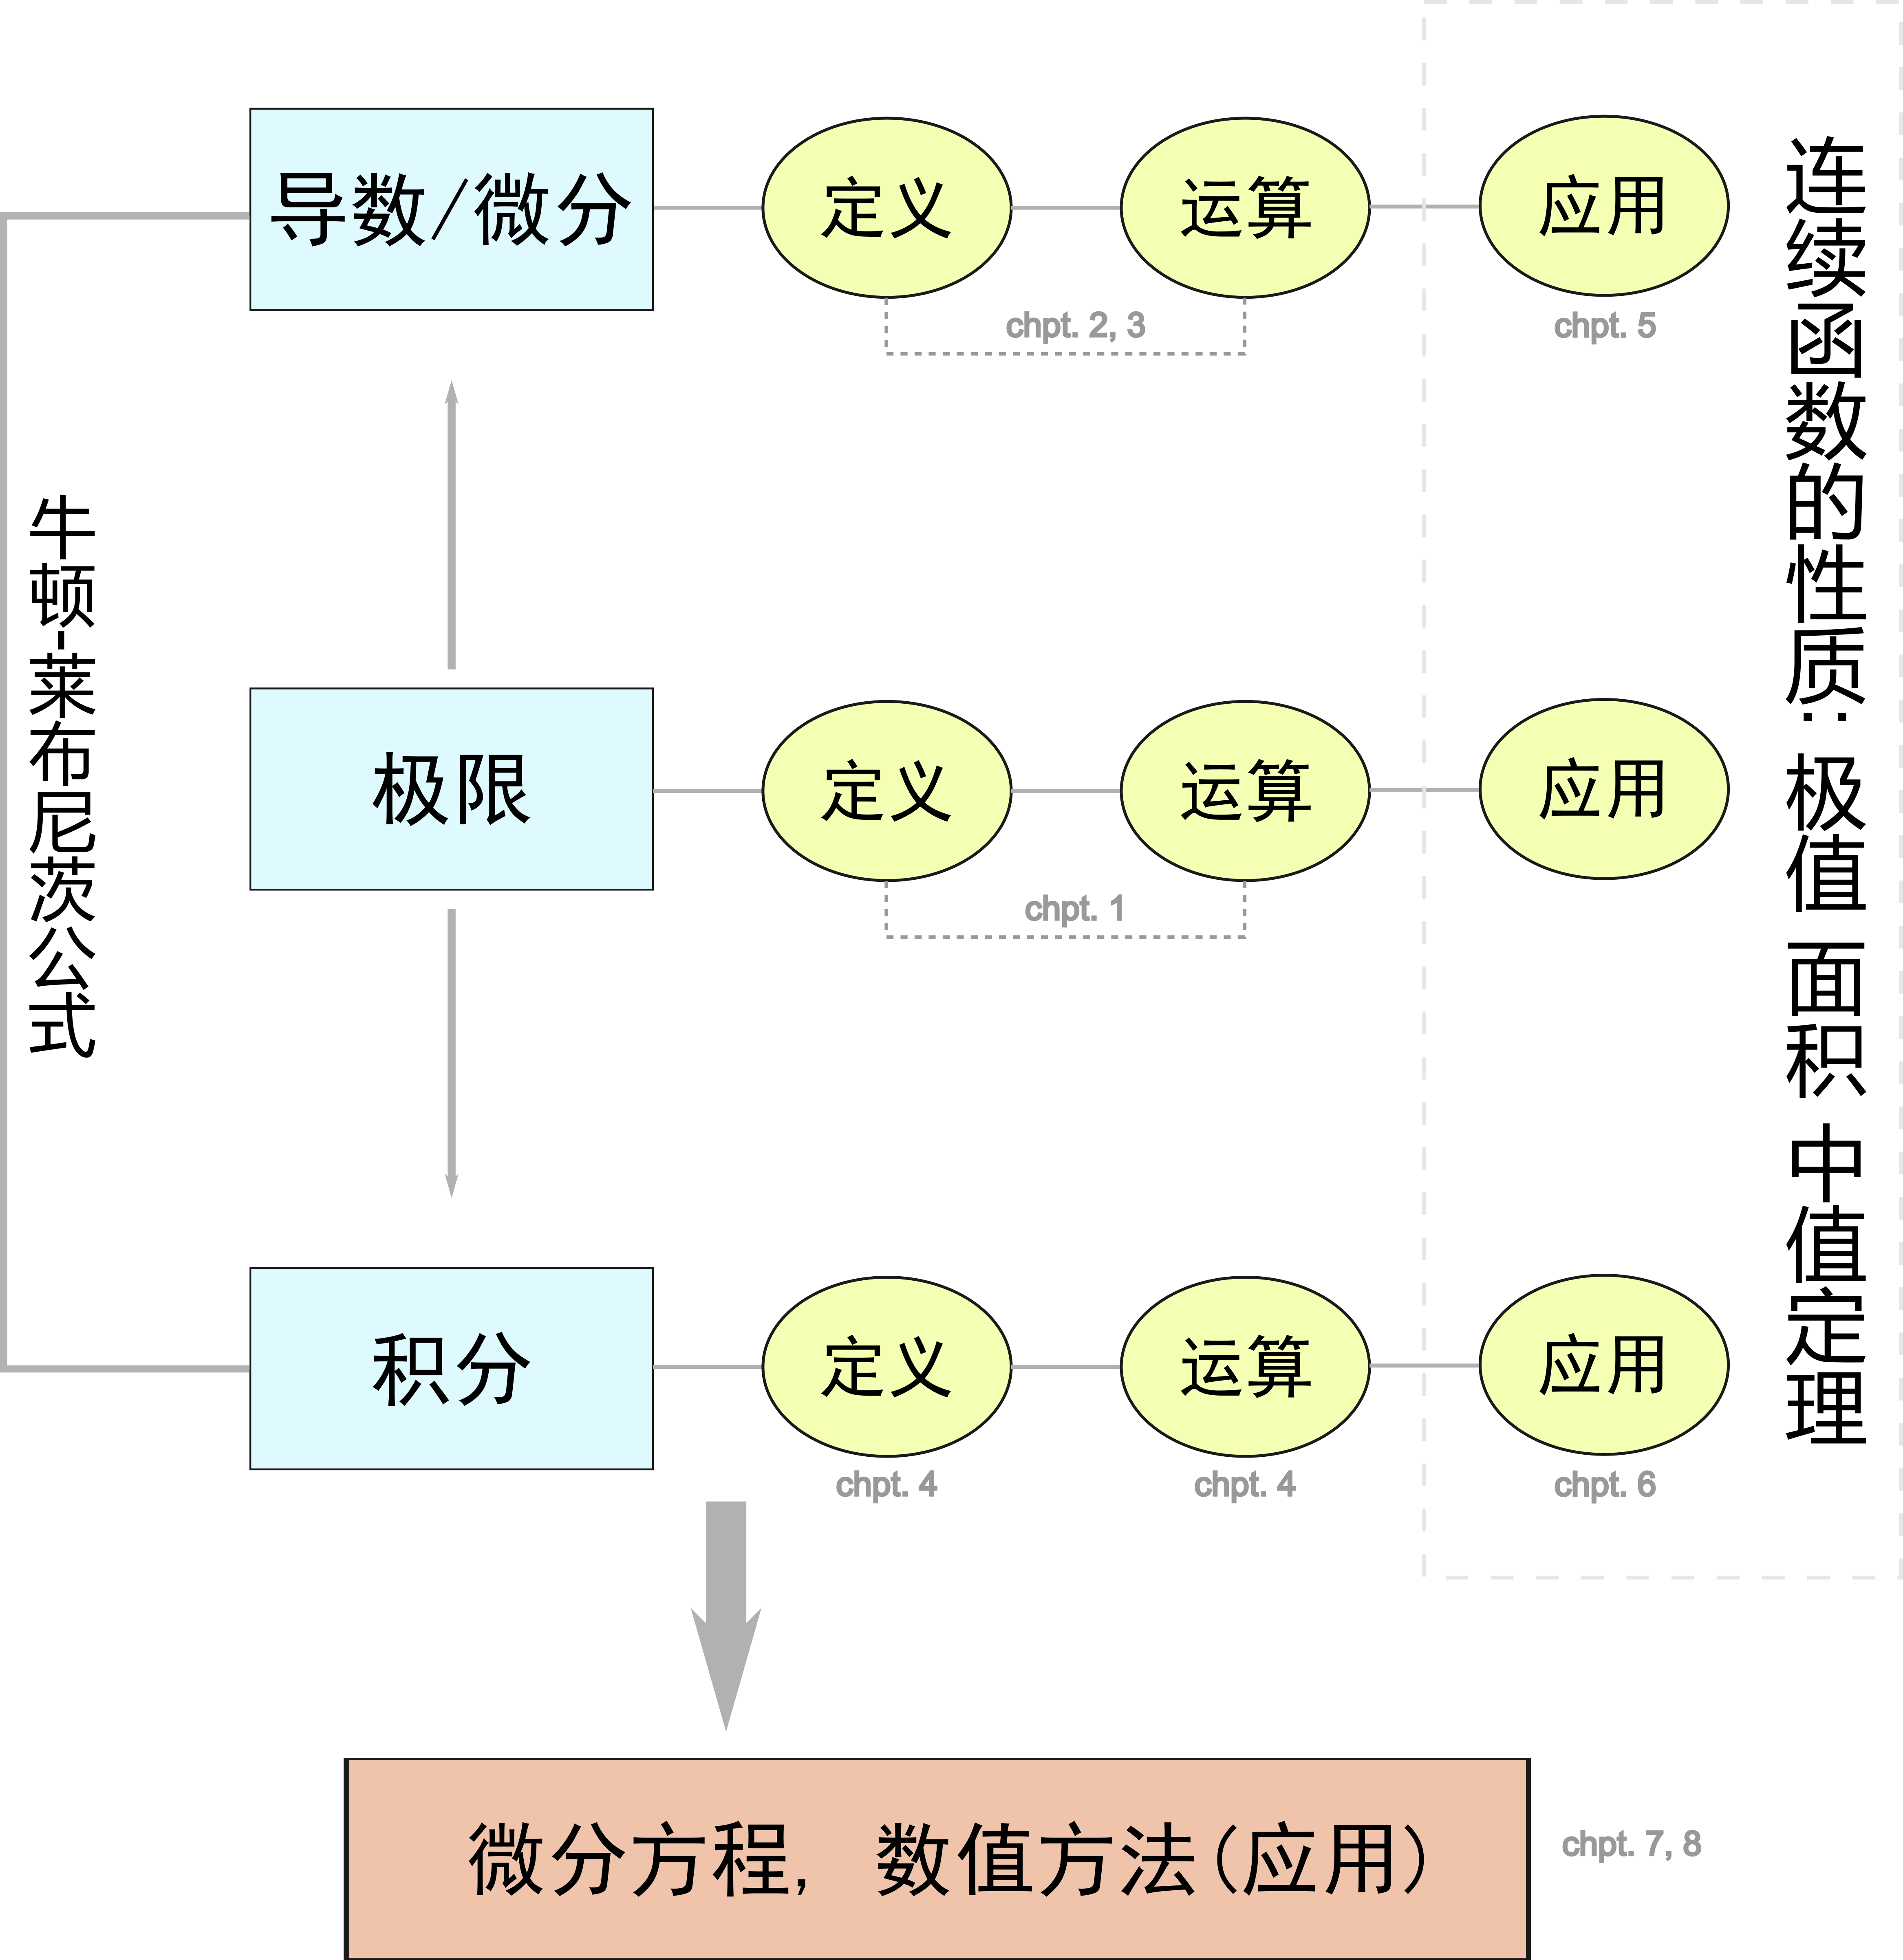 导数/微分
定义
运算
应用
chpt. 2, 3
chpt. 5
牛顿-莱布尼茨公式
极限
定义
运算
应用
chpt. 1
连续函数的性质: 极值 面积 中值定理
积分
定义
运算
应用
chpt. 4
chpt. 4
chpt. 6
微分方程, 数值方法(应用)
chpt. 7, 8